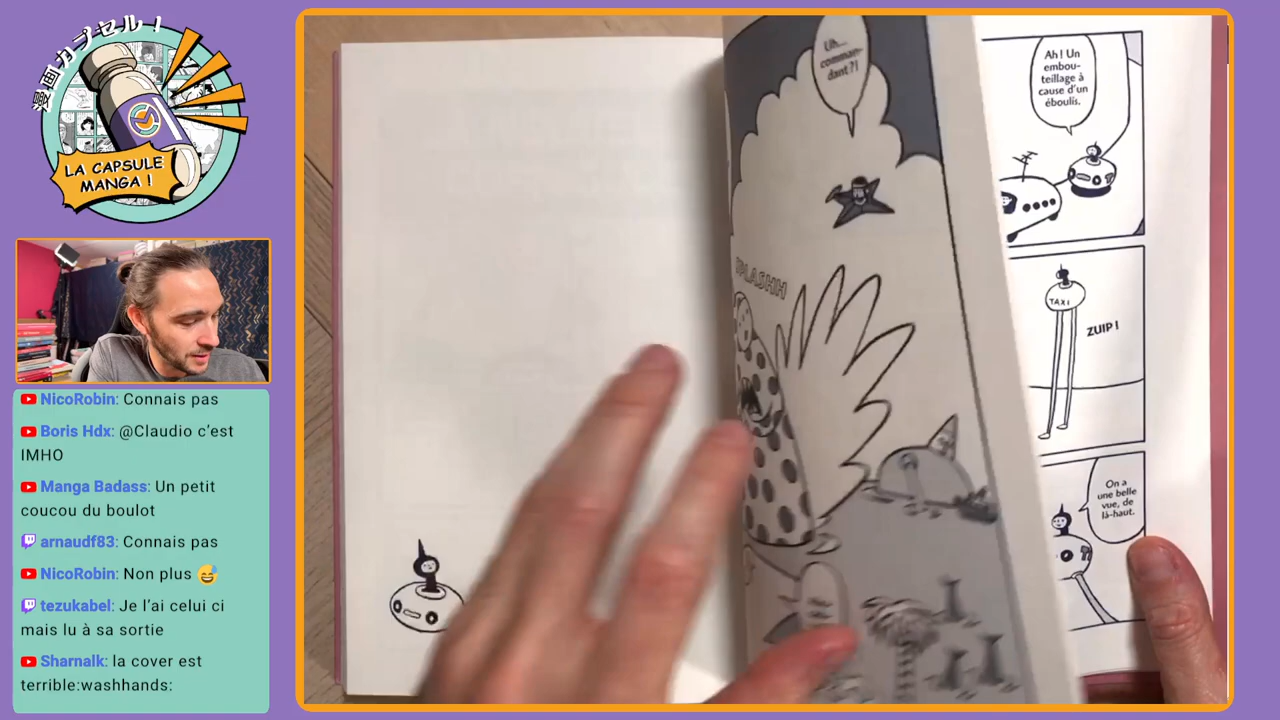 漫画カプセル！
LA CAPSULE
MANGA !
NicoRobin: Connais pas
Boris Hdx: @Claudio c’est
IMHO
Manga Badass: Un petit
coucou du boulot
arnaudf83: Connais pas
NicoRobin: Non plus 😅
tezukabel: Je l’ai celui ci
mais lu à sa sortie
Sharnalk: la cover est
terrible:washhands:
Uh...
comman-
dant?!
SPLASHH
Ah ! Un
embou-
teillage à
cause d’un
éboulis.
TAXI
ZUIP !
On a
une belle
vue, de
là-haut.